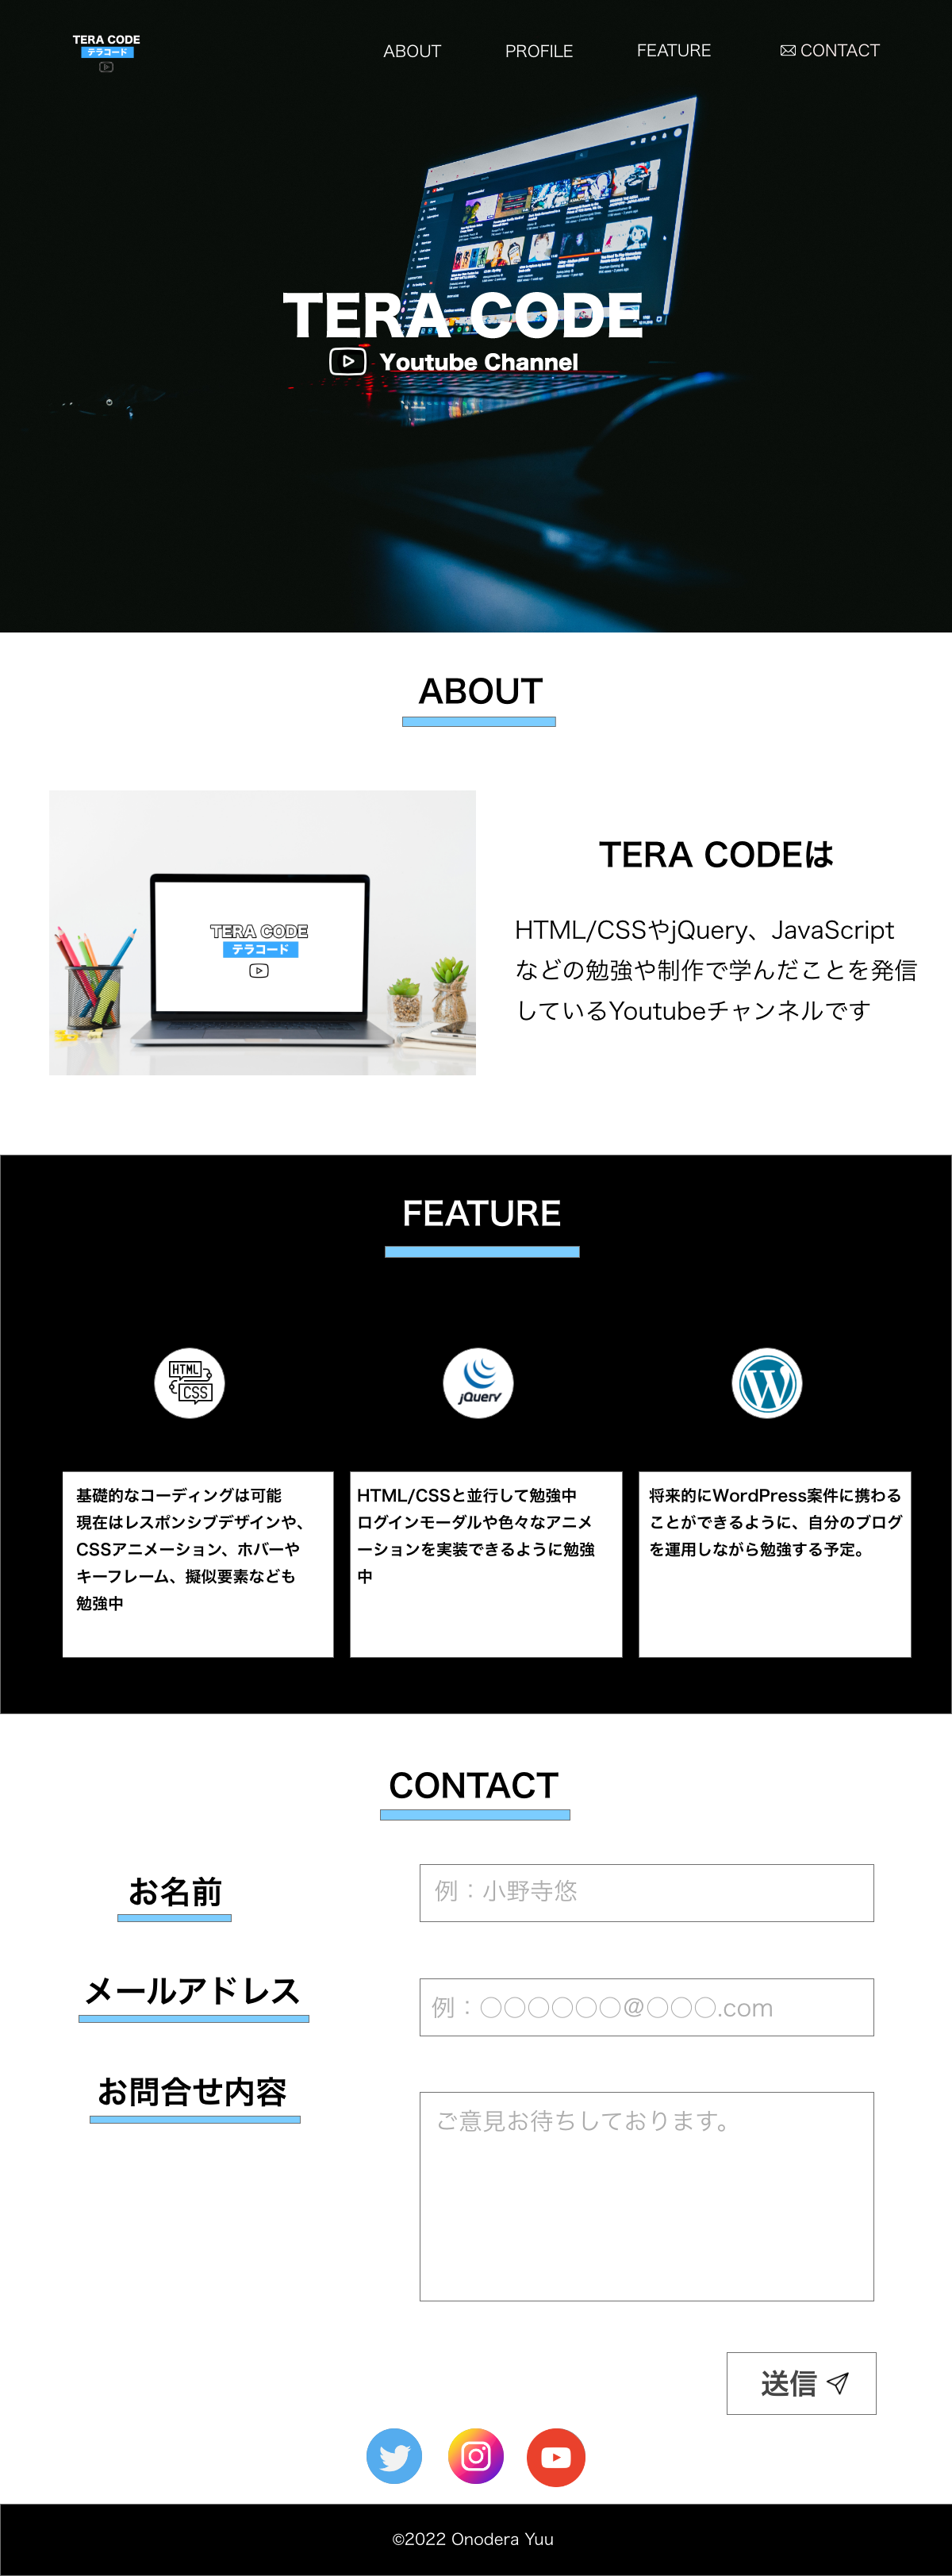 TERA CODE
テラコード
ABOUT
PROFILE
FEATURE
CONTACT
TERA CODE
Youtube Channel
ABOUT
TERA CODE
テラコード
TERA CODEは
HTML/CSSやjQuery、JavaScript
などの勉強や制作で学んだことを発信
しているYoutubeチャンネルです
FEATURE
HTML
CSS
jQuery
基礎的なコーディングは可能
現在はレスポンシブデザインや、
CSSアニメーション、ホバーや
キーフレーム、擬似要素なども
勉強中
HTML/CSSと並行して勉強中
ログインモーダルや色々なアニメ
ーションを実装できるように勉強
中
将来的にWordPress案件に携わる
ことができるように、自分のブログ
を運用しながら勉強する予定。
CONTACT
お名前
例：小野寺悠
メールアドレス
例：○○○○○○@○○○.com
お問合せ内容
ご意見お待ちしております。
送信
©2022 Onodera Yuu